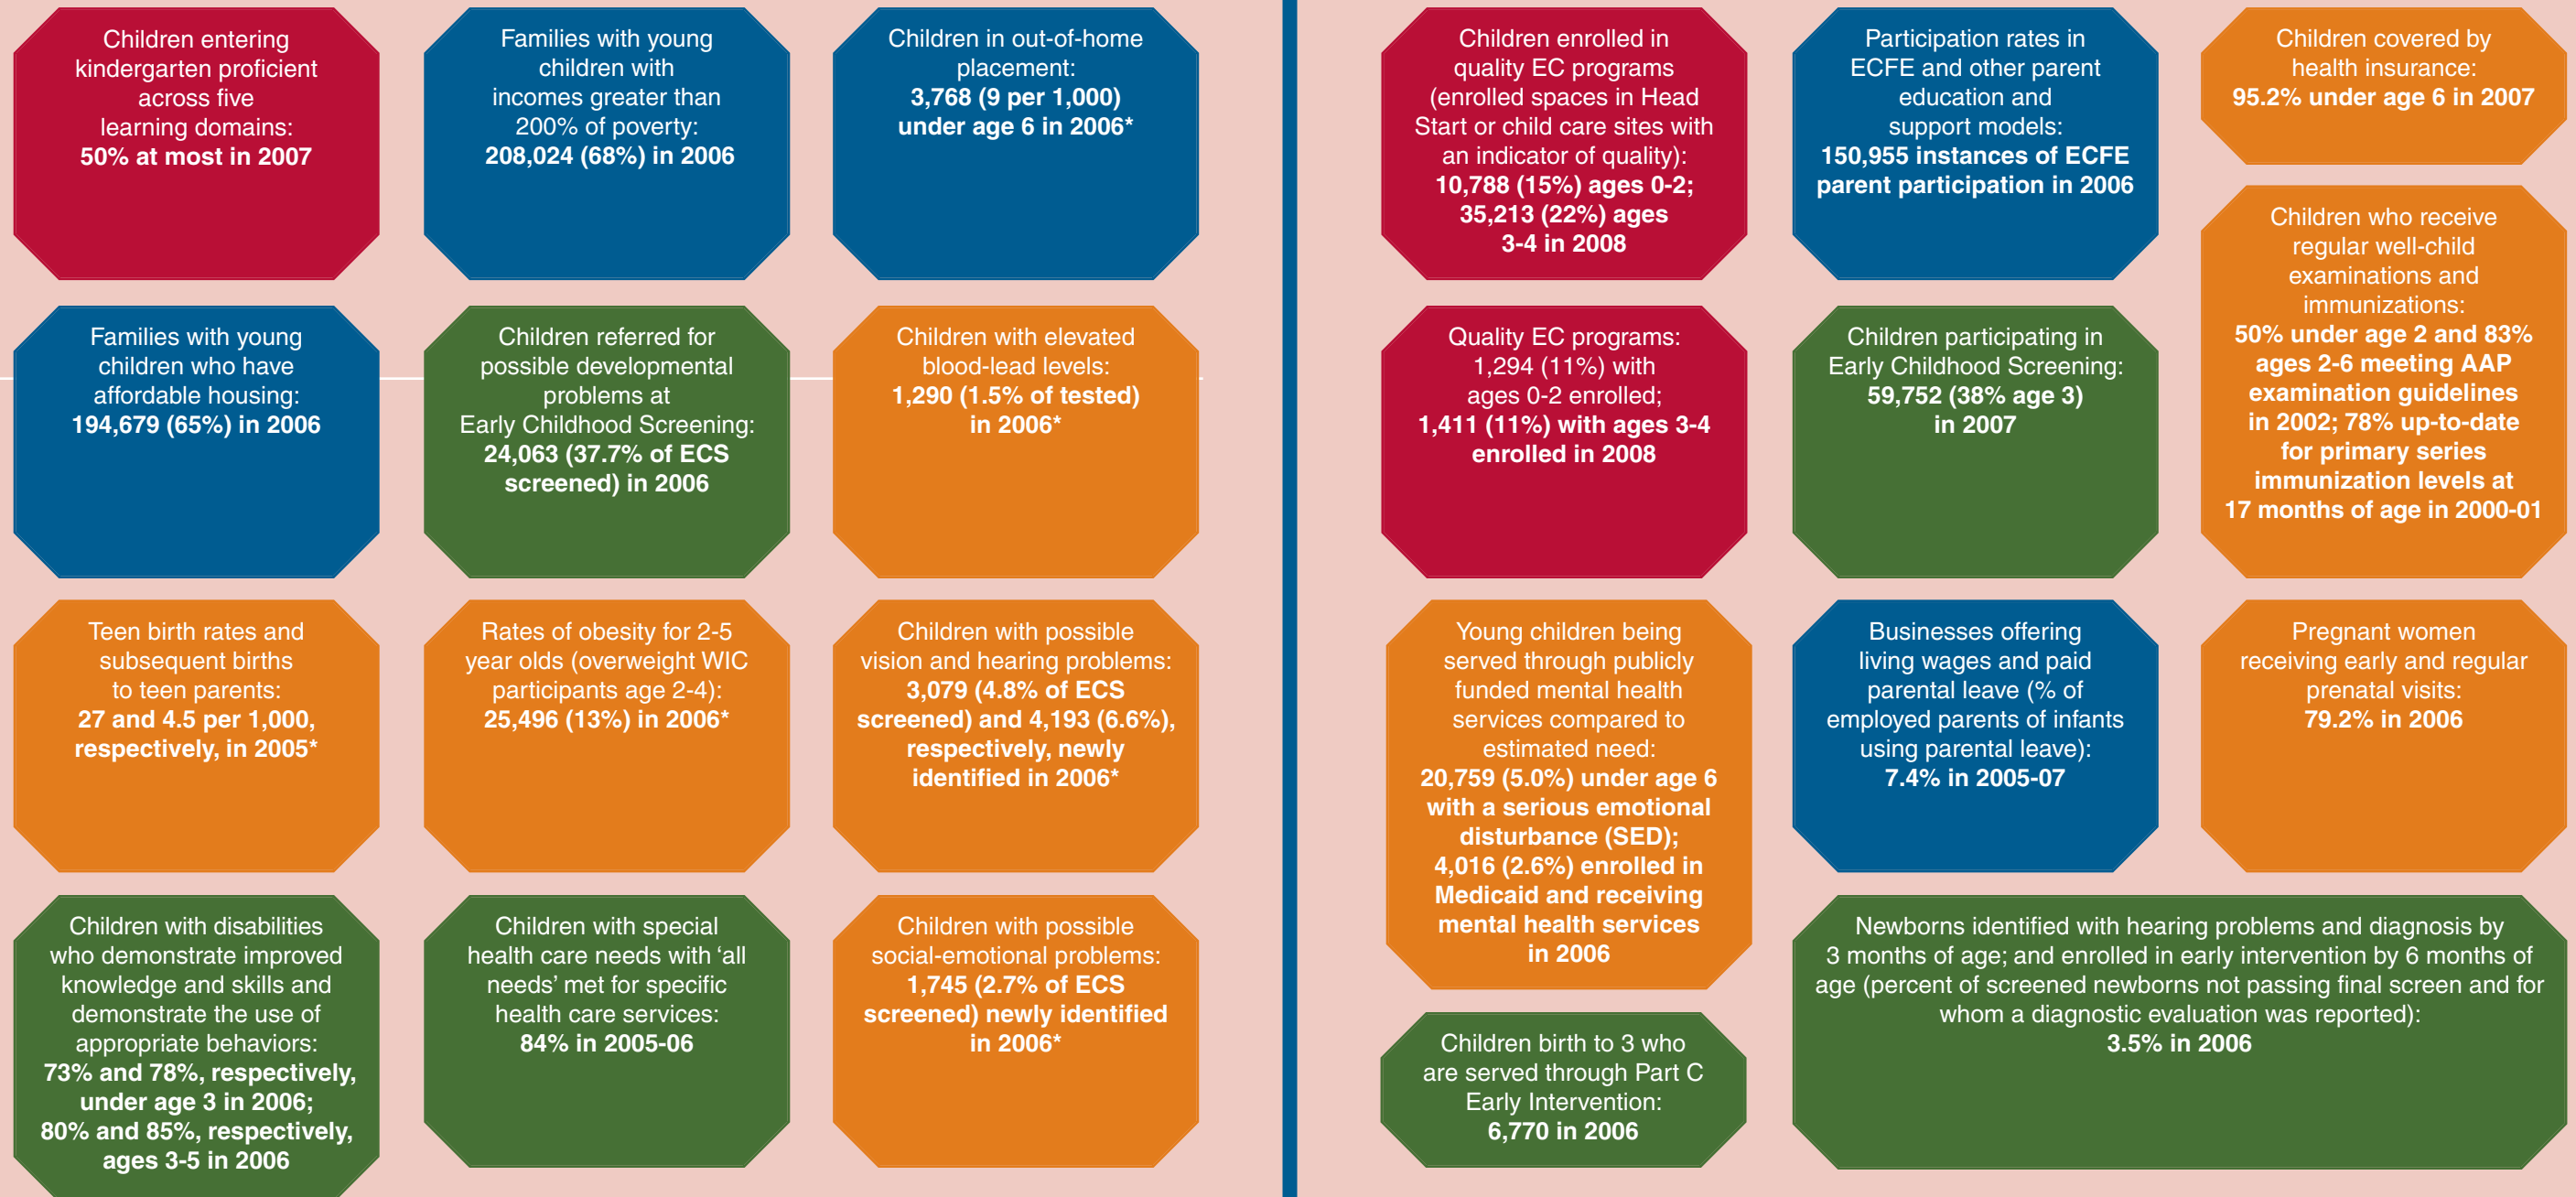 Children entering
kindergarten proficient
across five
learning domains:
50% at most in 2007
Families with young
children with
incomes greater than
200% of poverty:
208,024 (68%) in 2006
Children in out-of-home
placement:
3,768 (9 per 1,000)
under age 6 in 2006*
Families with young
children who have
affordable housing:
194,679 (65%) in 2006
Children referred for
possible developmental
problems at
Early Childhood Screening:
24,063 (37.7% of ECS
screened) in 2006
Children with elevated
blood-lead levels:
1,290 (1.5% of tested)
in 2006*
Teen birth rates and
subsequent births
to teen parents:
27 and 4.5 per 1,000,
respectively, in 2005*
Rates of obesity for 2-5
year olds (overweight WIC
participants age 2-4):
25,496 (13%) in 2006*
Children with possible
vision and hearing problems:
3,079 (4.8% of ECS
screened) and 4,193 (6.6%),
respectively, newly
identified in 2006*
Children with disabilities
who demonstrate improved
knowledge and skills and
demonstrate the use of
appropriate behaviors:
73% and 78%, respectively,
under age 3 in 2006;
80% and 85%, respectively,
ages 3-5 in 2006
Children with special
health care needs with ‘all
needs’ met for specific
health care services:
84% in 2005-06
Children with possible
social-emotional problems:
1,745 (2.7% of ECS
screened) newly identified
in 2006*
Children enrolled in
quality EC programs
(enrolled spaces in Head
Start or child care sites with
an indicator of quality):
10,788 (15%) ages 0-2;
35,213 (22%) ages
3-4 in 2008
Participation rates in
ECFE and other parent
education and
support models:
150,955 instances of ECFE
parent participation in 2006
Children covered by
health insurance:
95.2% under age 6 in 2007
Children who receive
regular well-child
examinations and
immunizations:
50% under age 2 and 83%
ages 2-6 meeting AAP
examination guidelines
in 2002; 78% up-to-date
for primary series
immunization levels at
17 months of age in 2000-01
Quality EC programs:
1,294 (11%) with
ages 0-2 enrolled;
1,411 (11%) with ages 3-4
enrolled in 2008
Children participating in
Early Childhood Screening:
59,752 (38% age 3)
in 2007
Young children being
served through publicly
funded mental health
services compared to
estimated need:
20,759 (5.0%) under age 6
with a serious emotional
disturbance (SED);
4,016 (2.6%) enrolled in
Medicaid and receiving
mental health services
in 2006
Businesses offering
living wages and paid
parental leave (% of
employed parents of infants
using parental leave):
7.4% in 2005-07
Pregnant women
receiving early and regular
prenatal visits:
79.2% in 2006
Children birth to 3 who
are served through Part C
Early Intervention:
6,770 in 2006
Newborns identified with hearing problems and diagnosis by
3 months of age; and enrolled in early intervention by 6 months of
age (percent of screened newborns not passing final screen and for
whom a diagnostic evaluation was reported):
3.5% in 2006